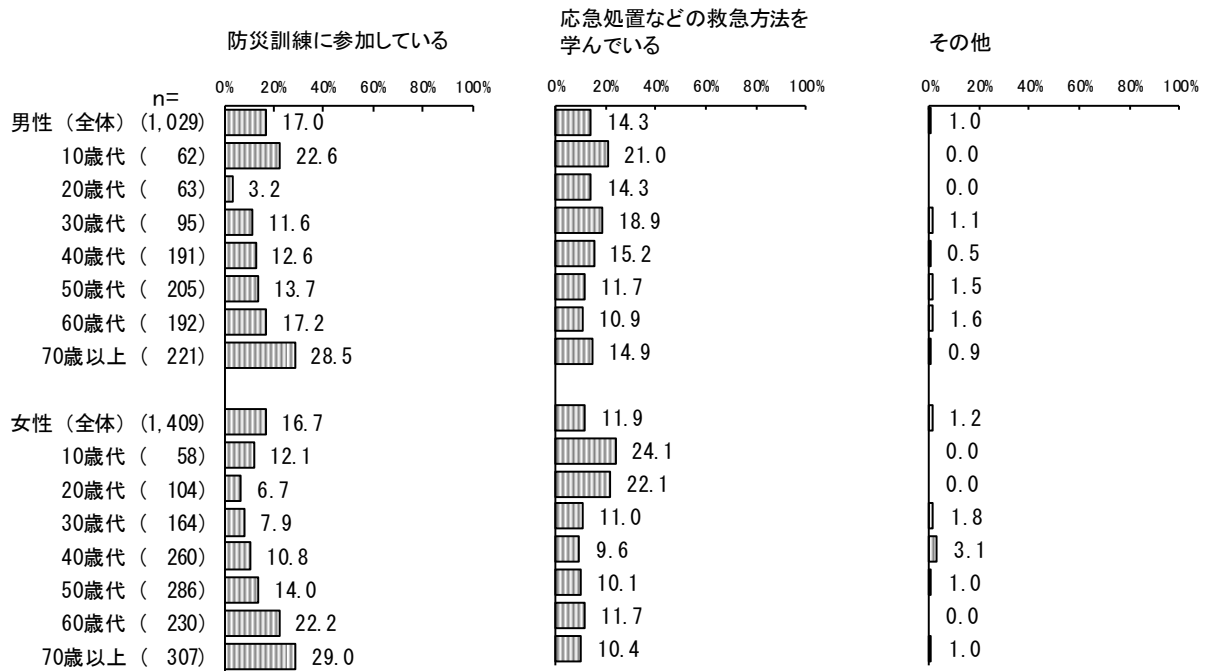 防災訓練に参加している
応急処置などの救急方法を
学んでいる
その他
0% 20% 40% 60% 80% 100% 0% 20% 40% 60% 80% 100% 0% 20% 40% 60% 80% 100%
n=
男性（全体）(1,029) 17.0 14.3 1.0
10歳代（ 62) 22.6 21.0 0.0
20歳代（ 63) 3.2 14.3 0.0
30歳代（ 95) 11.6 18.9 1.1
40歳代（ 191) 12.6 15.2 0.5
50歳代（ 205) 13.7 11.7 1.5
60歳代（ 192) 17.2 10.9 1.6
70歳以上（ 221) 28.5 14.9 0.9
女性（全体）(1,409) 16.7 11.9 1.2
10歳代（ 58) 12.1 24.1 0.0
20歳代（ 104) 6.7 22.1 0.0
30歳代（ 164) 7.9 11.0 1.8
40歳代（ 260) 10.8 9.6 3.1
50歳代（ 286) 14.0 10.1 1.0
60歳代（ 230) 22.2 11.7 0.0
70歳以上（ 307) 29.0 10.4 1.0